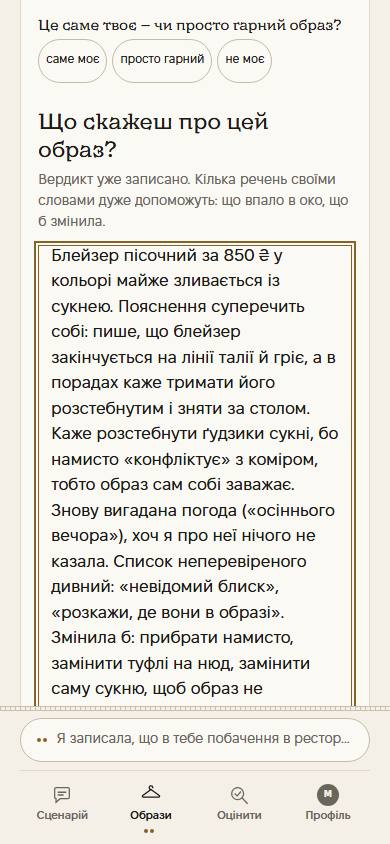 Це саме твоє — чи просто гарний образ?
саме моє
просто гарний
не моє
Що скажеш про цей
образ?
Вердикт уже записано. Кілька речень своїми
словами дуже допоможуть: що впало в око, що
б змінила.
Блейзер пісочний за 850 ₴ у
кольорі майже зливається із
сукнею. Пояснення суперечить
собі: пише, що блейзер
закінчується на лінії талії й гріє, а в
порадах каже тримати його
розстебнутим і зняти за столом.
Каже розстебнути ґудзики сукні, бо
намисто «конфліктує» з коміром,
тобто образ сам собі заважає.
Знову вигадана погода («осіннього
вечора»), хоч я про неї нічого не
казала. Список неперевіреного
дивний: «невідомий блиск»,
«розкажи, де вони в образі».
Змінила б: прибрати намисто,
замінити туфлі на нюд, замінити
саму сукню, щоб образ не
Я записала, що в тебе побачення в рестор...
Сценарій
Образи
Оцінити
М
Профіль